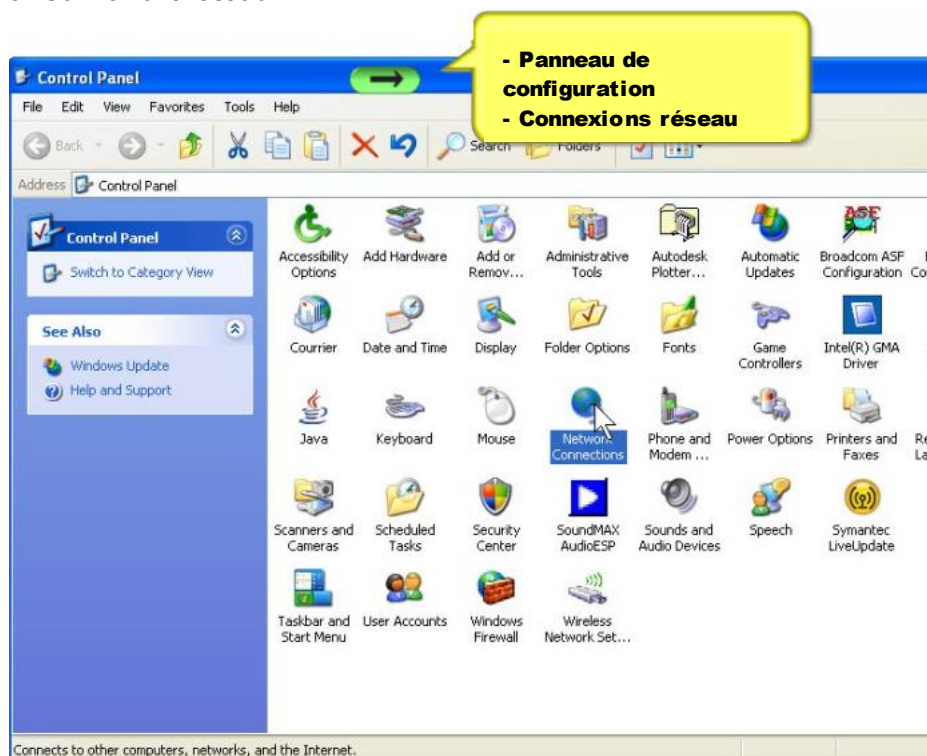 - Panneau de
configuration
- Connexions réseau
Control Panel
File Edit View Favorites Tools Help
Back Search Folders
Address Control Panel
Control Panel
Switch to Category View
See Also
Windows Update
Help and Support
Accessibility Options
Add Hardware
Add or Remov...
Administrative Tools
Autodesk Plotter...
Automatic Updates
Broadcom ASF Configuration
Courrier
Date and Time
Display
Folder Options
Fonts
Game Controllers
Intel(R) GMA Driver
Java
Keyboard
Mouse
Network Connections
Phone and Modem ...
Power Options
Printers and Faxes
Scanners and Cameras
Scheduled Tasks
Security Center
SoundMAX AudioESP
Sounds and Audio Devices
Speech
Symantec LiveUpdate
Taskbar and Start Menu
User Accounts
Windows Firewall
Wireless Network Set...
Connects to other computers, networks, and the Internet.